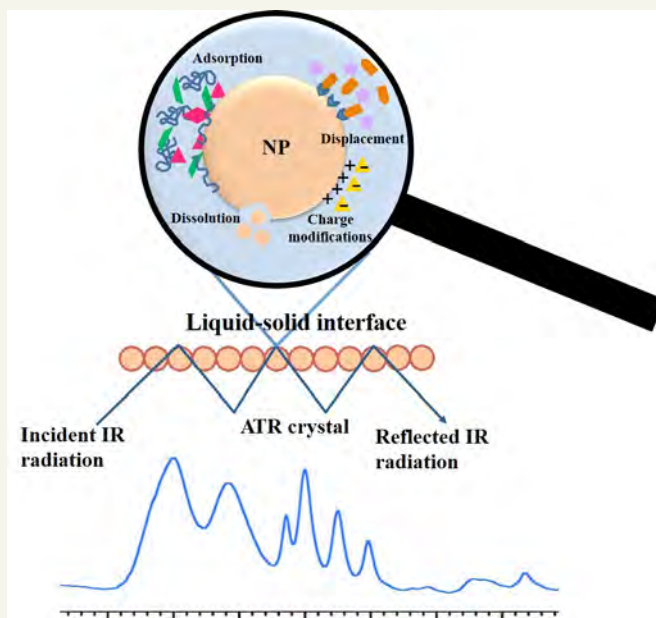 Adsorption
NP
Displacement
Dissolution
Charge
modifications
+
+
+
+
+
-
-
-
Liquid-solid interface
Incident IR
radiation
ATR crystal
Reflected IR
radiation